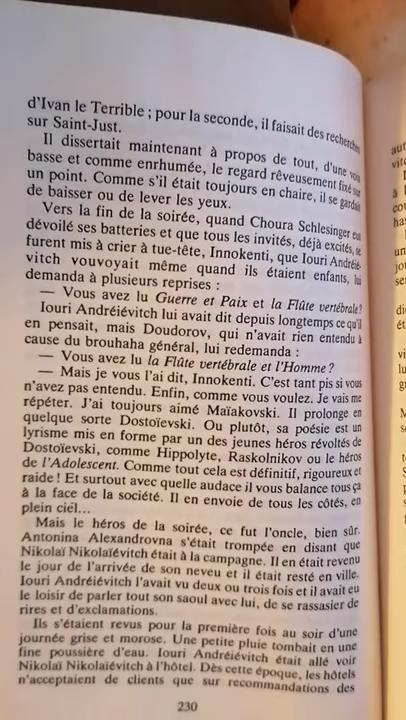 d'Ivan le Terrible ; pour la seconde, il faisait des recherches
sur Saint-Just.
Il dissertait maintenant à propos de tout, d'une voix
basse et comme enrhumée, le regard rêveusement fixé sur
un point. Comme s'il était toujours en chaire, il se gardait
de baisser ou de lever les yeux.
Vers la fin de la soirée, quand Choura Schlesinger eut
dévoilé ses batteries et que tous les invités, déjà excités, se
furent mis à crier à tue-tête, Innokenti, que Iouri Andréié-
vitch vouvoyait même quand ils étaient enfants, lui
demanda à plusieurs reprises :
— Vous avez lu Guerre et Paix et la Flûte vertébrale ?
Iouri Andréiévitch lui avait dit depuis longtemps ce qu'il
en pensait, mais Doudorov, qui n'avait rien entendu à
cause du brouhaha général, lui redemanda :
— Vous avez lu la Flûte vertébrale et l'Homme ?
— Mais je vous l'ai dit, Innokenti. C'est tant pis si vous
n'avez pas entendu. Enfin, comme vous voulez. Je vais me
répéter. J'ai toujours aimé Maïakovski. Il prolonge en
quelque sorte Dostoïevski. Ou plutôt, sa poésie est un
lyrisme mis en forme par un des jeunes héros révoltés de
Dostoïevski, comme Hippolyte, Raskolnikov ou le héros
de l'Adolescent. Comme tout cela est définitif, rigoureux et
raide ! Et surtout avec quelle audace il vous balance tous ça
à la face de la société. Il en envoie de tous les côtés, en
plein ciel...
Mais le héros de la soirée, ce fut l'oncle, bien sûr.
Antonina Alexandrovna s'était trompée en disant que
Nikolaï Nikolaïévitch était à la campagne. Il en était revenu
le jour de l'arrivée de son neveu et il était resté en ville.
Iouri Andréiévitch l'avait vu deux ou trois fois et il avait eu
le loisir de parler tout son saoul avec lui, de se rassasier de
rires et d'exclamations.
Ils s'étaient revus pour la première fois au soir d'une
journée grise et morose. Une petite pluie tombait en une
fine poussière d'eau. Iouri Andréiévitch était allé voir
Nikolaï Nikolaïévitch à l'hôtel. Dès cette époque, les hôtels
n'acceptaient de clients que sur recommandations des
230